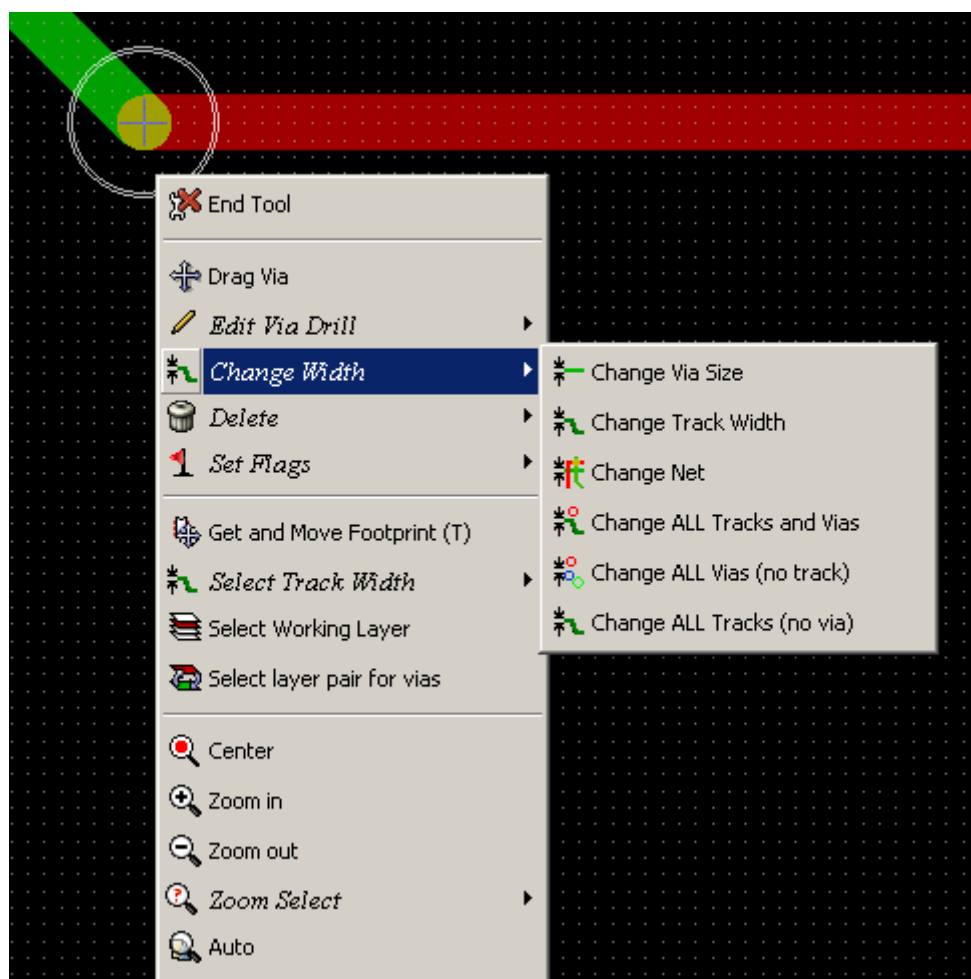 End Tool
Drag Via
Edit Via Drill
Change Width
Delete
Set Flags
Get and Move Footprint (T)
Select Track Width
Select Working Layer
Select layer pair for vias
Center
Zoom in
Zoom out
Zoom Select
Auto
Change Via Size
Change Track Width
Change Net
Change ALL Tracks and Vias
Change ALL Vias (no track)
Change ALL Tracks (no via)